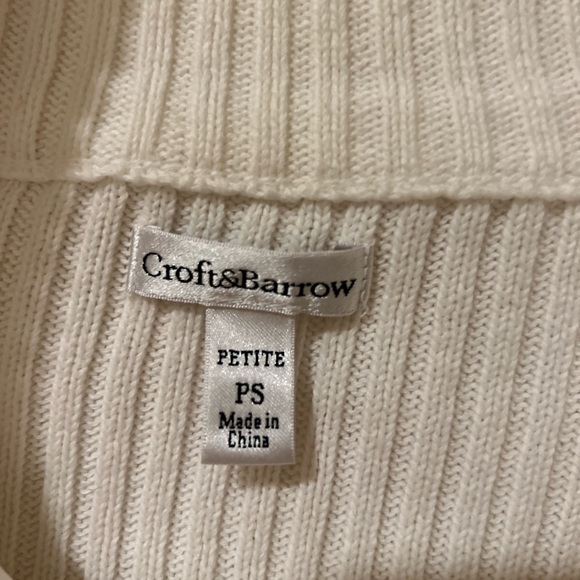 Croft&Barrow
PETITE
PS
Made in
China